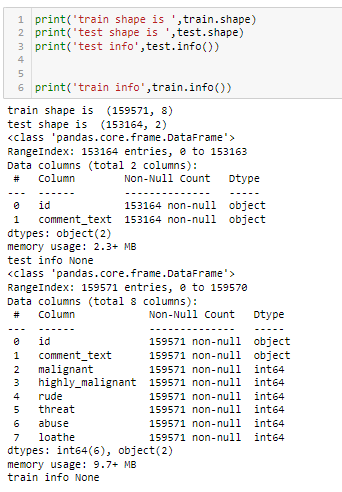 1 print('train shape is ',train.shape)
2 print('test shape is ',test.shape)
3 print('test info',test.info())
4
5
6 print('train info',train.info())
train shape is  (159571, 8)
test shape is  (153164, 2)
<class 'pandas.core.frame.DataFrame'>
RangeIndex: 153164 entries, 0 to 153163
Data columns (total 2 columns):
 #   Column        Non-Null Count   Dtype
---  ------        --------------   -----
 0   id            153164 non-null  object
 1   comment_text  153164 non-null  object
dtypes: object(2)
memory usage: 2.3+ MB
test info None
<class 'pandas.core.frame.DataFrame'>
RangeIndex: 159571 entries, 0 to 159570
Data columns (total 8 columns):
 #   Column            Non-Null Count   Dtype
---  ------            --------------   -----
 0   id                159571 non-null  object
 1   comment_text      159571 non-null  object
 2   malignant         159571 non-null  int64
 3   highly_malignant  159571 non-null  int64
 4   rude              159571 non-null  int64
 5   threat            159571 non-null  int64
 6   abuse             159571 non-null  int64
 7   loathe            159571 non-null  int64
dtypes: int64(6), object(2)
memory usage: 9.7+ MB
train info None